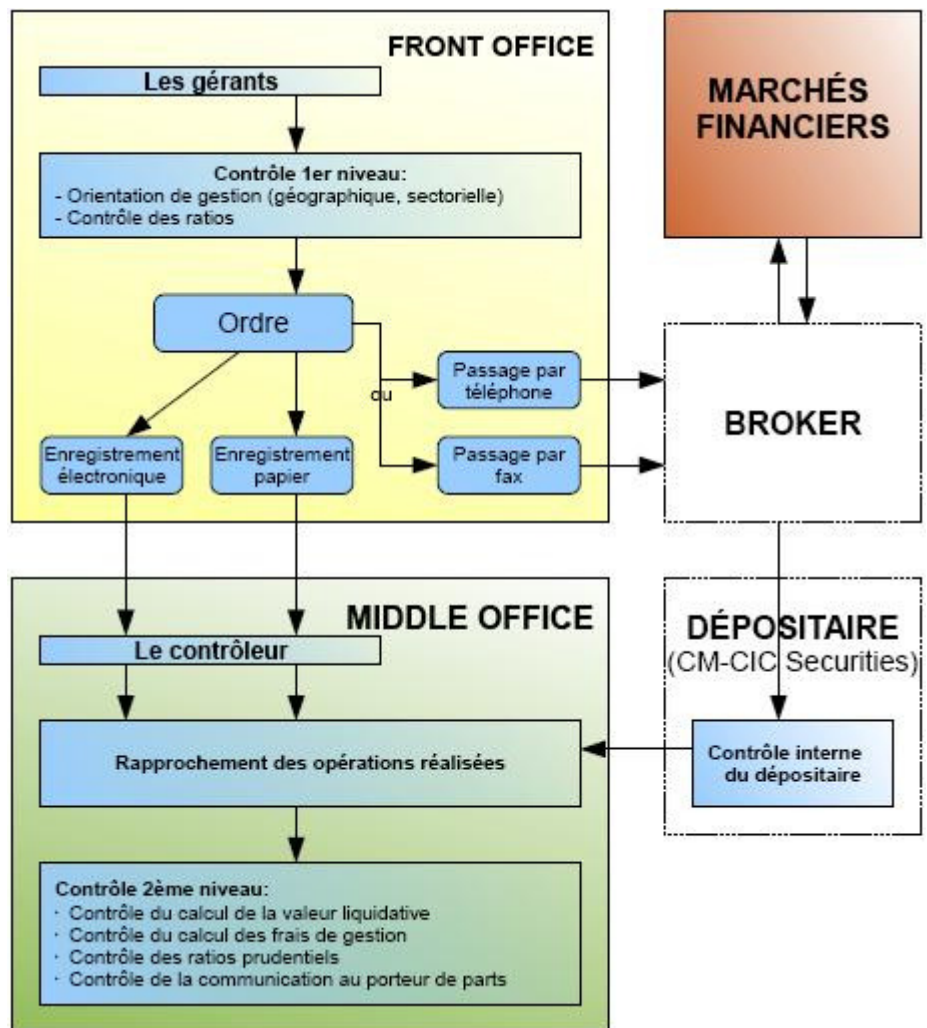 FRONT OFFICE
Les gérants
Contrôle 1er niveau:
- Orientation de gestion (géographique, sectorielle)
- Contrôle des ratios
Ordre
ou
Passage par
téléphone
Passage par
fax
Enregistrement
électronique
Enregistrement
papier
MARCHÉS
FINANCIERS
BROKER
MIDDLE OFFICE
Le contrôleur
Rapprochement des opérations réalisées
Contrôle 2ème niveau:
· Contrôle du calcul de la valeur liquidative
· Contrôle du calcul des frais de gestion
· Contrôle des ratios prudentiels
· Contrôle de la communication au porteur de parts
DÉPOSITAIRE
(CM-CIC Securities)
Contrôle interne
du dépositaire